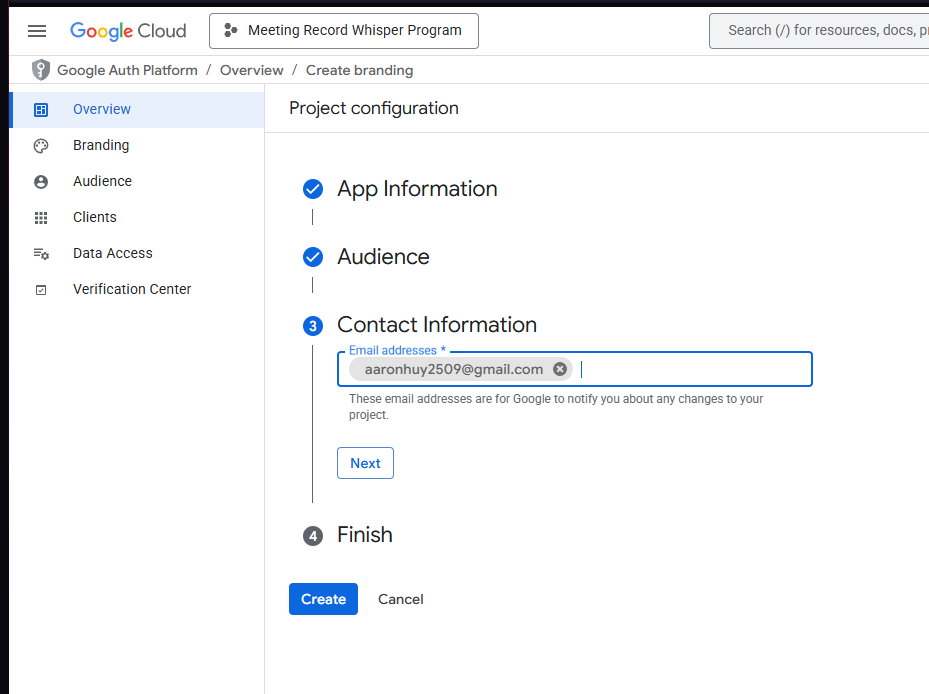 Google Cloud
Meeting Record Whisper Program
Search (/) for resources, docs, pr
Google Auth Platform / Overview / Create branding
Overview
Branding
Audience
Clients
Data Access
Verification Center
Project configuration
App Information
Audience
3 Contact Information
Email addresses *
aaronhuy2509@gmail.com
These email addresses are for Google to notify you about any changes to your
project.
Next
4 Finish
Create Cancel